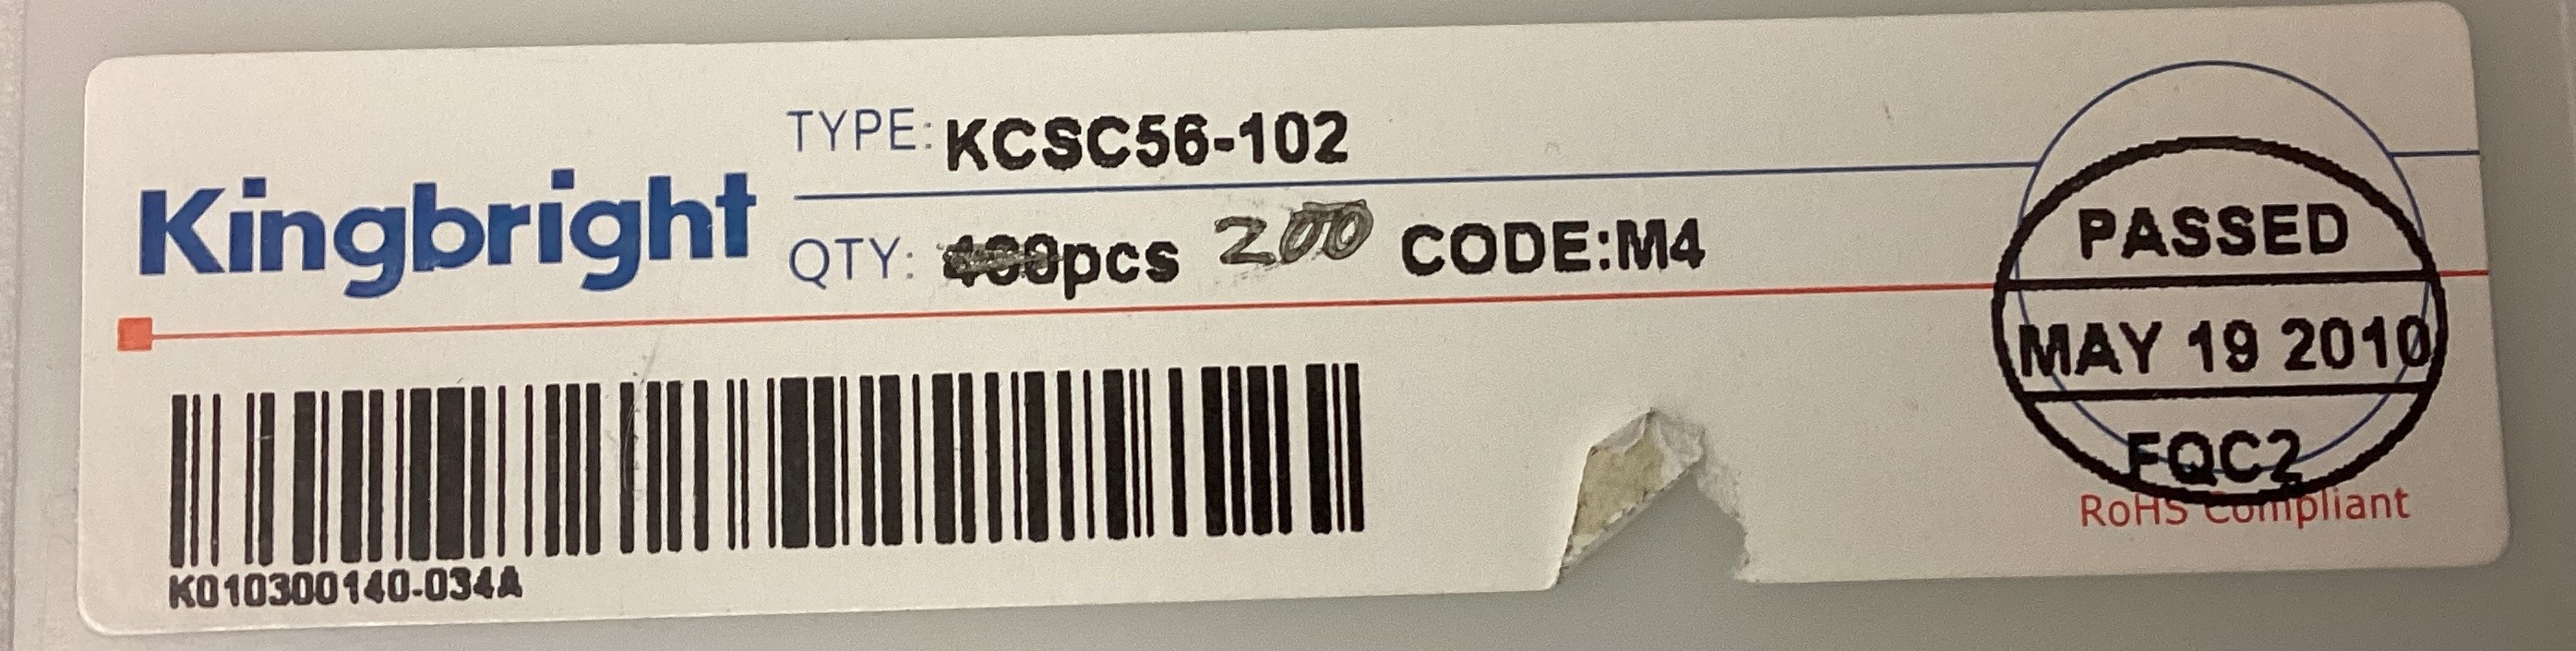 Kingbright
TYPE: KCSC56-102
QTY: pcs 200 CODE:M4
K010300140-034A
PASSED
MAY 19 2010
FQC2
RoHS Compliant